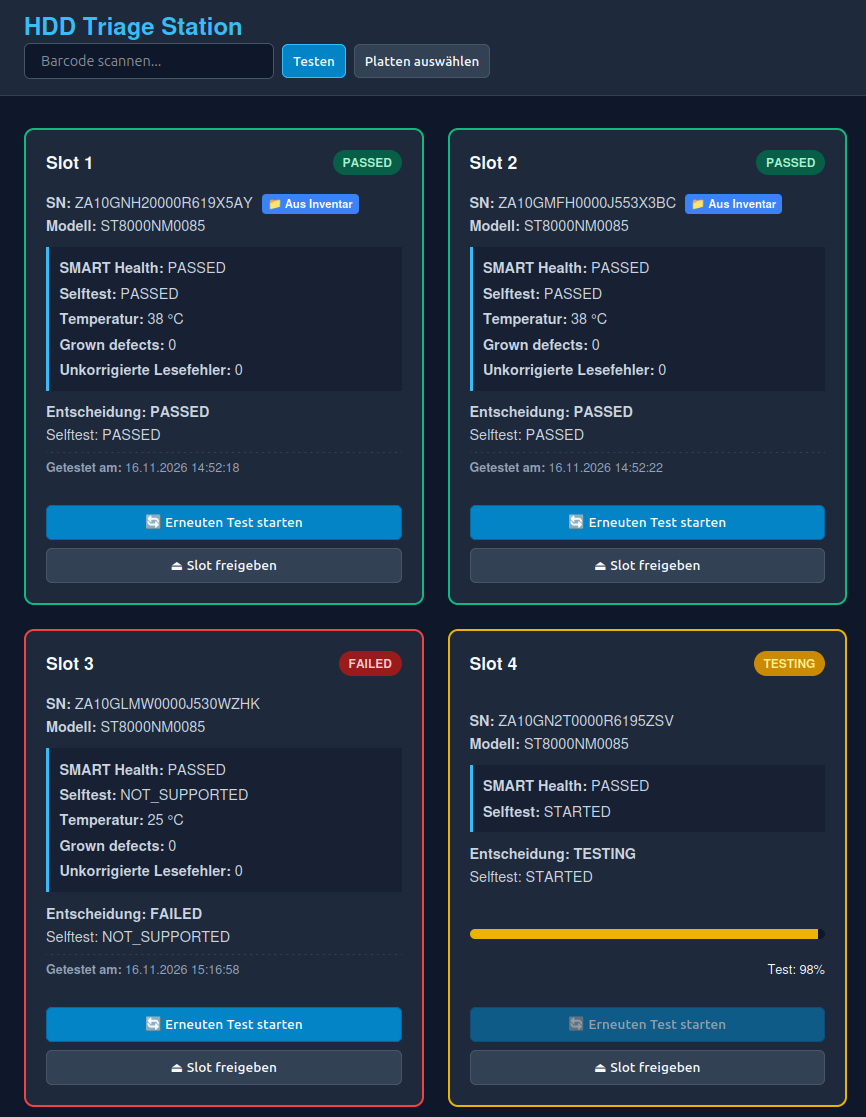 HDD Triage Station
Barcode scannen...
Testen
Platten auswählen
Slot 1
PASSED
SN: ZA10GNH20000R619X5AY
📁 Aus Inventar
Modell: ST8000NM0085
SMART Health: PASSED
Selftest: PASSED
Temperatur: 38 °C
Grown defects: 0
Unkorrigierte Lesefehler: 0
Entscheidung: PASSED
Selftest: PASSED
Getestet am: 16.11.2026 14:52:18
🔄 Erneuten Test starten
⏏ Slot freigeben
Slot 2
PASSED
SN: ZA10GMFH0000J553X3BC
📁 Aus Inventar
Modell: ST8000NM0085
SMART Health: PASSED
Selftest: PASSED
Temperatur: 38 °C
Grown defects: 0
Unkorrigierte Lesefehler: 0
Entscheidung: PASSED
Selftest: PASSED
Getestet am: 16.11.2026 14:52:22
🔄 Erneuten Test starten
⏏ Slot freigeben
Slot 3
FAILED
SN: ZA10GLMW0000J530WZHK
Modell: ST8000NM0085
SMART Health: PASSED
Selftest: NOT_SUPPORTED
Temperatur: 25 °C
Grown defects: 0
Unkorrigierte Lesefehler: 0
Entscheidung: FAILED
Selftest: NOT_SUPPORTED
Getestet am: 16.11.2026 15:16:58
🔄 Erneuten Test starten
⏏ Slot freigeben
Slot 4
TESTING
SN: ZA10GN2T0000R6195ZSV
Modell: ST8000NM0085
SMART Health: PASSED
Selftest: STARTED
Entscheidung: TESTING
Selftest: STARTED
Test: 98%
🔄 Erneuten Test starten
⏏ Slot freigeben